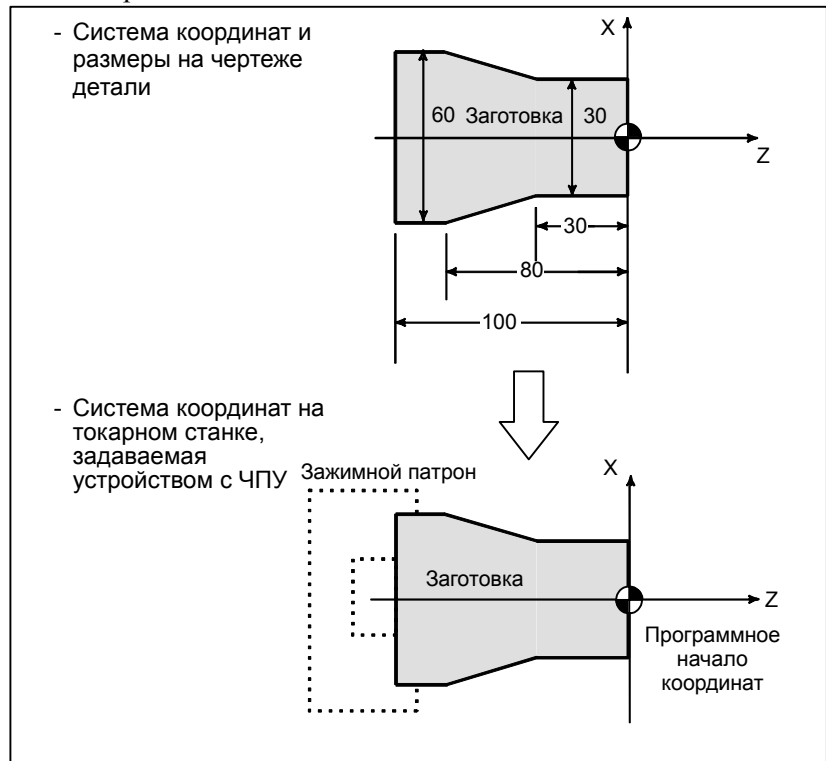 - Система координат и
размеры на чертеже
детали
X
60 Заготовка 30
Z
30
80
100
- Система координат на
токарном станке,
задаваемая
устройством с ЧПУ
Зажимной патрон
X
Заготовка
Z
Программное
начало
координат